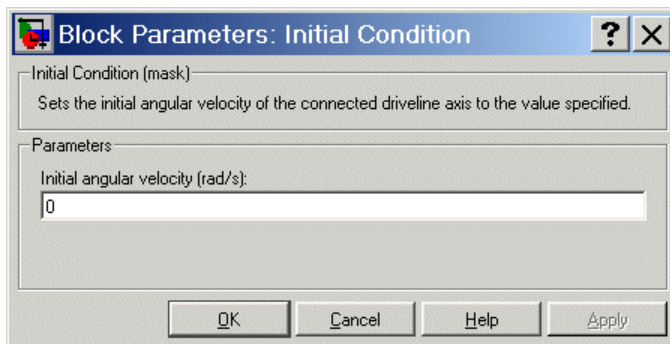 Block Parameters: Initial Condition
Initial Condition (mask)
Sets the initial angular velocity of the connected driveline axis to the value specified.
Parameters
Initial angular velocity (rad/s):
0
OK Cancel Help Apply